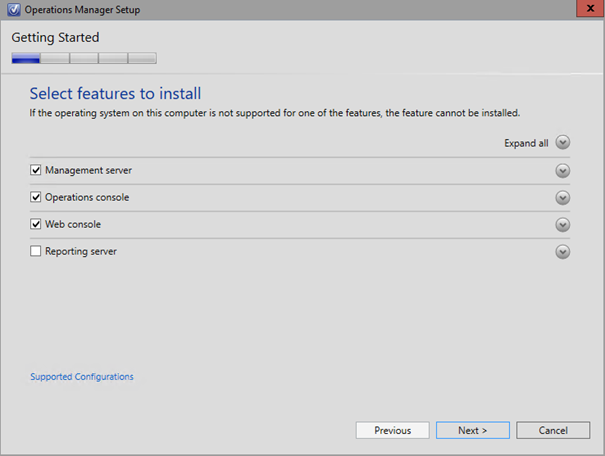 Operations Manager Setup
x
Getting Started
Select features to install
If the operating system on this computer is not supported for one of the features, the feature cannot be installed.
Expand all
Management server
Operations console
Web console
Reporting server
Supported Configurations
Previous Next > Cancel